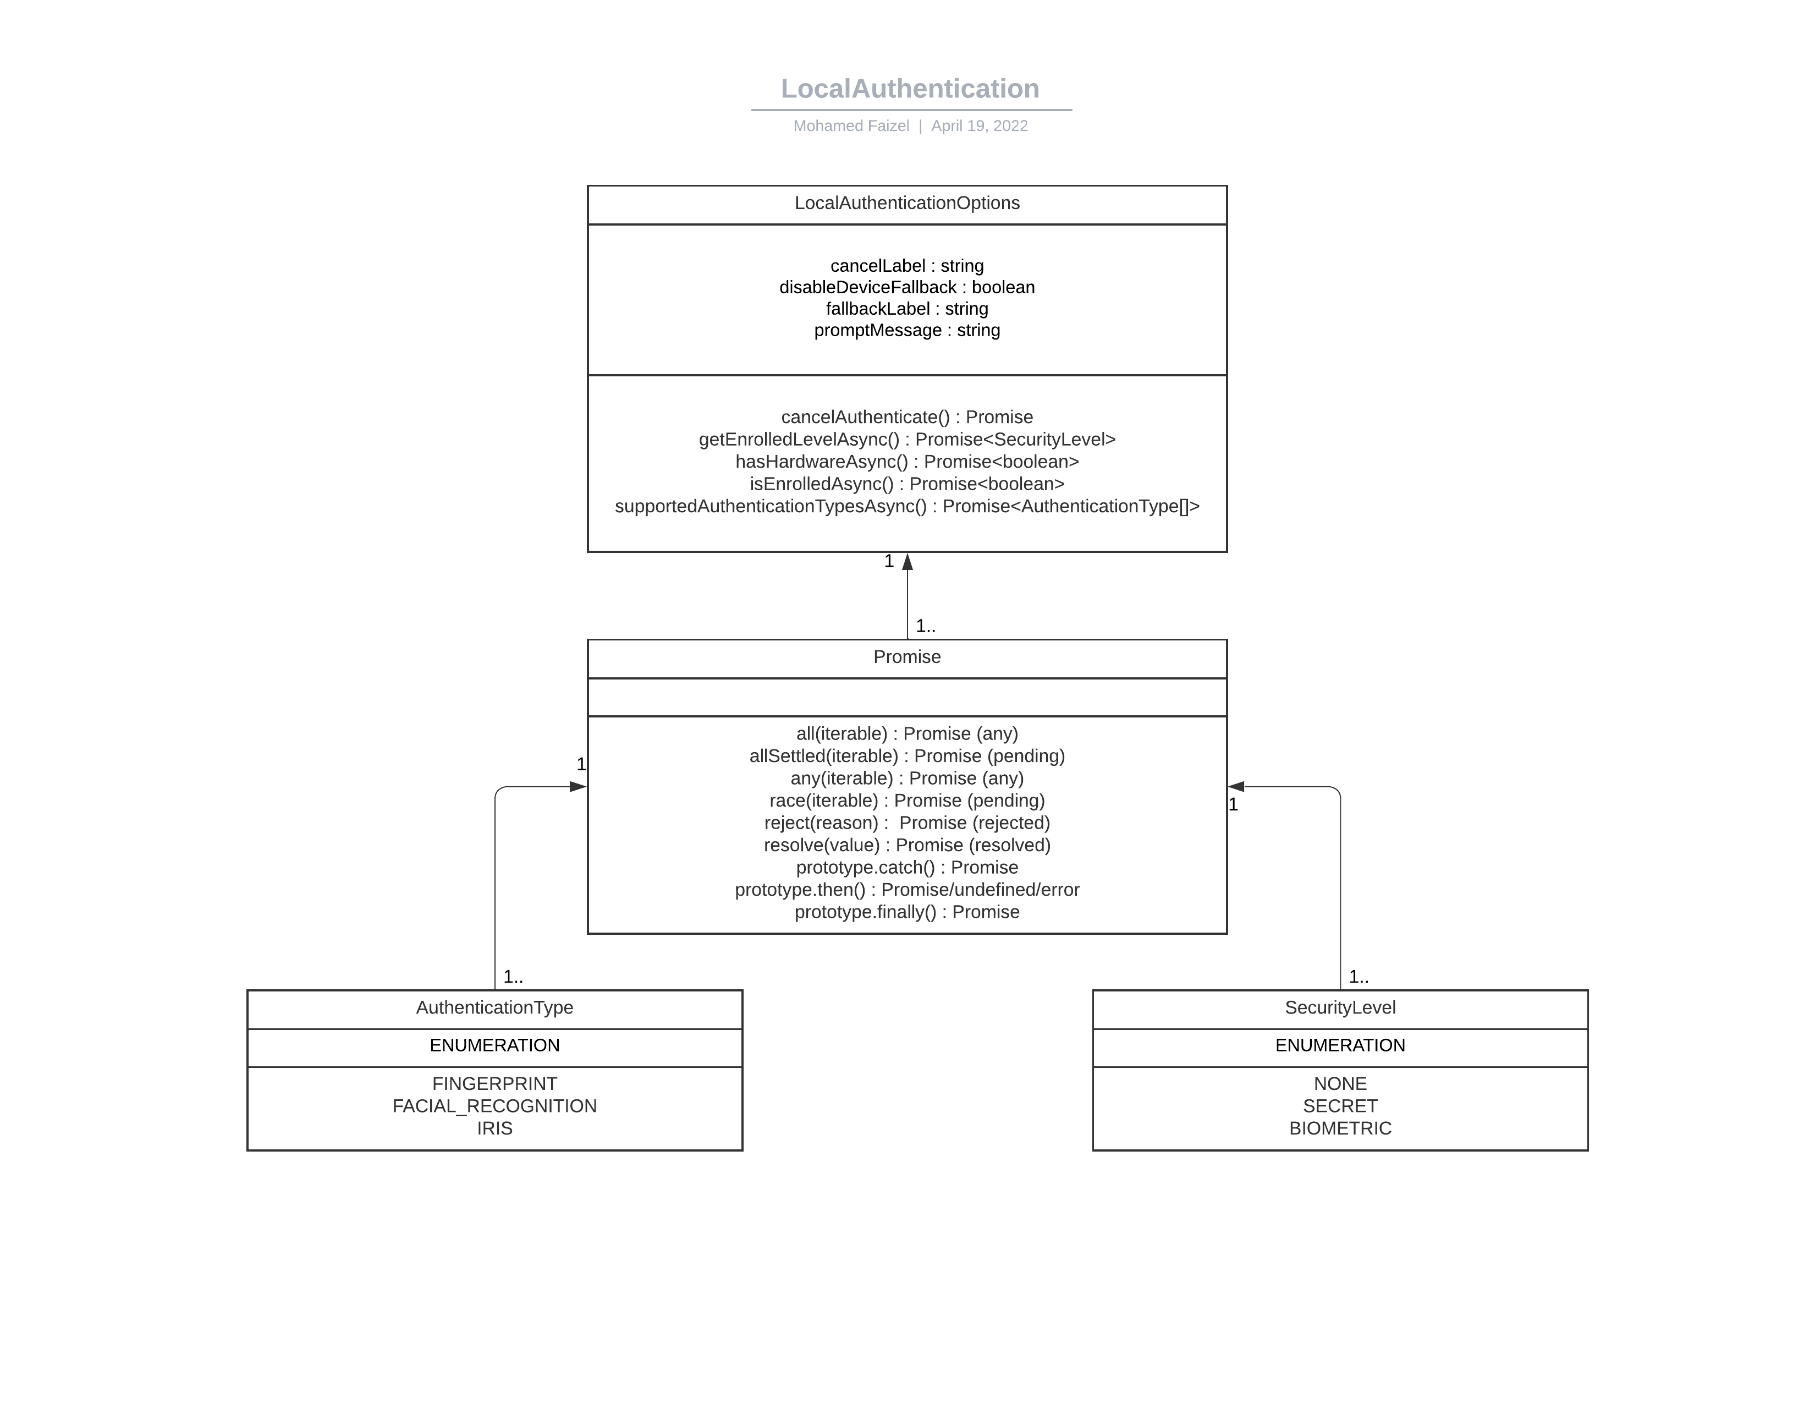 LocalAuthentication
Mohamed Faizel | April 19, 2022
LocalAuthenticationOptions
cancelLabel : string
disableDeviceFallback : boolean
fallbackLabel : string
promptMessage : string
cancelAuthenticate() : Promise
getEnrolledLevelAsync() : Promise<SecurityLevel>
hasHardwareAsync() : Promise<boolean>
isEnrolledAsync() : Promise<boolean>
supportedAuthenticationTypesAsync() : Promise<AuthenticationType[]>
1
1..
Promise
all(iterable) : Promise (any)
allSettled(iterable) : Promise (pending)
any(iterable) : Promise (any)
race(iterable) : Promise (pending)
reject(reason) :  Promise (rejected)
resolve(value) : Promise (resolved)
prototype.catch() : Promise
prototype.then() : Promise/undefined/error
prototype.finally() : Promise
1
1
1..
1..
AuthenticationType
ENUMERATION
FINGERPRINT
FACIAL_RECOGNITION
IRIS
SecurityLevel
ENUMERATION
NONE
SECRET
BIOMETRIC